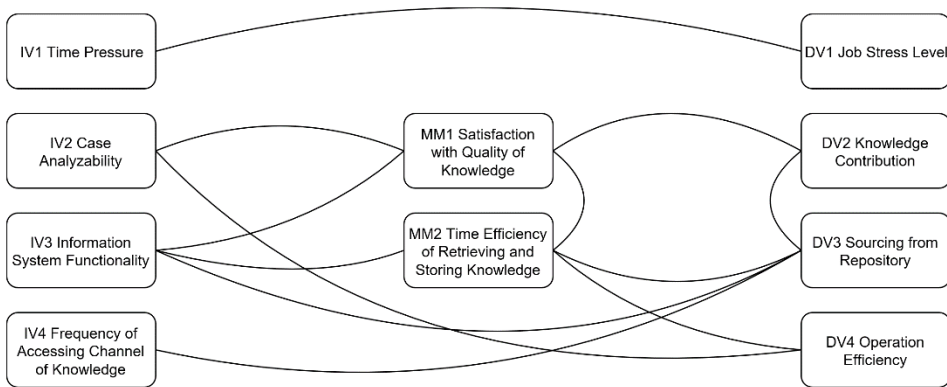 IV1 Time Pressure
DV1 Job Stress Level
IV2 Case
Analyzability
MM1 Satisfaction
with Quality of
Knowledge
DV2 Knowledge
Contribution
IV3 Information
System Functionality
MM2 Time Efficiency
of Retrieving and
Storing Knowledge
DV3 Sourcing from
Repository
IV4 Frequency of
Accessing Channel
of Knowledge
DV4 Operation
Efficiency